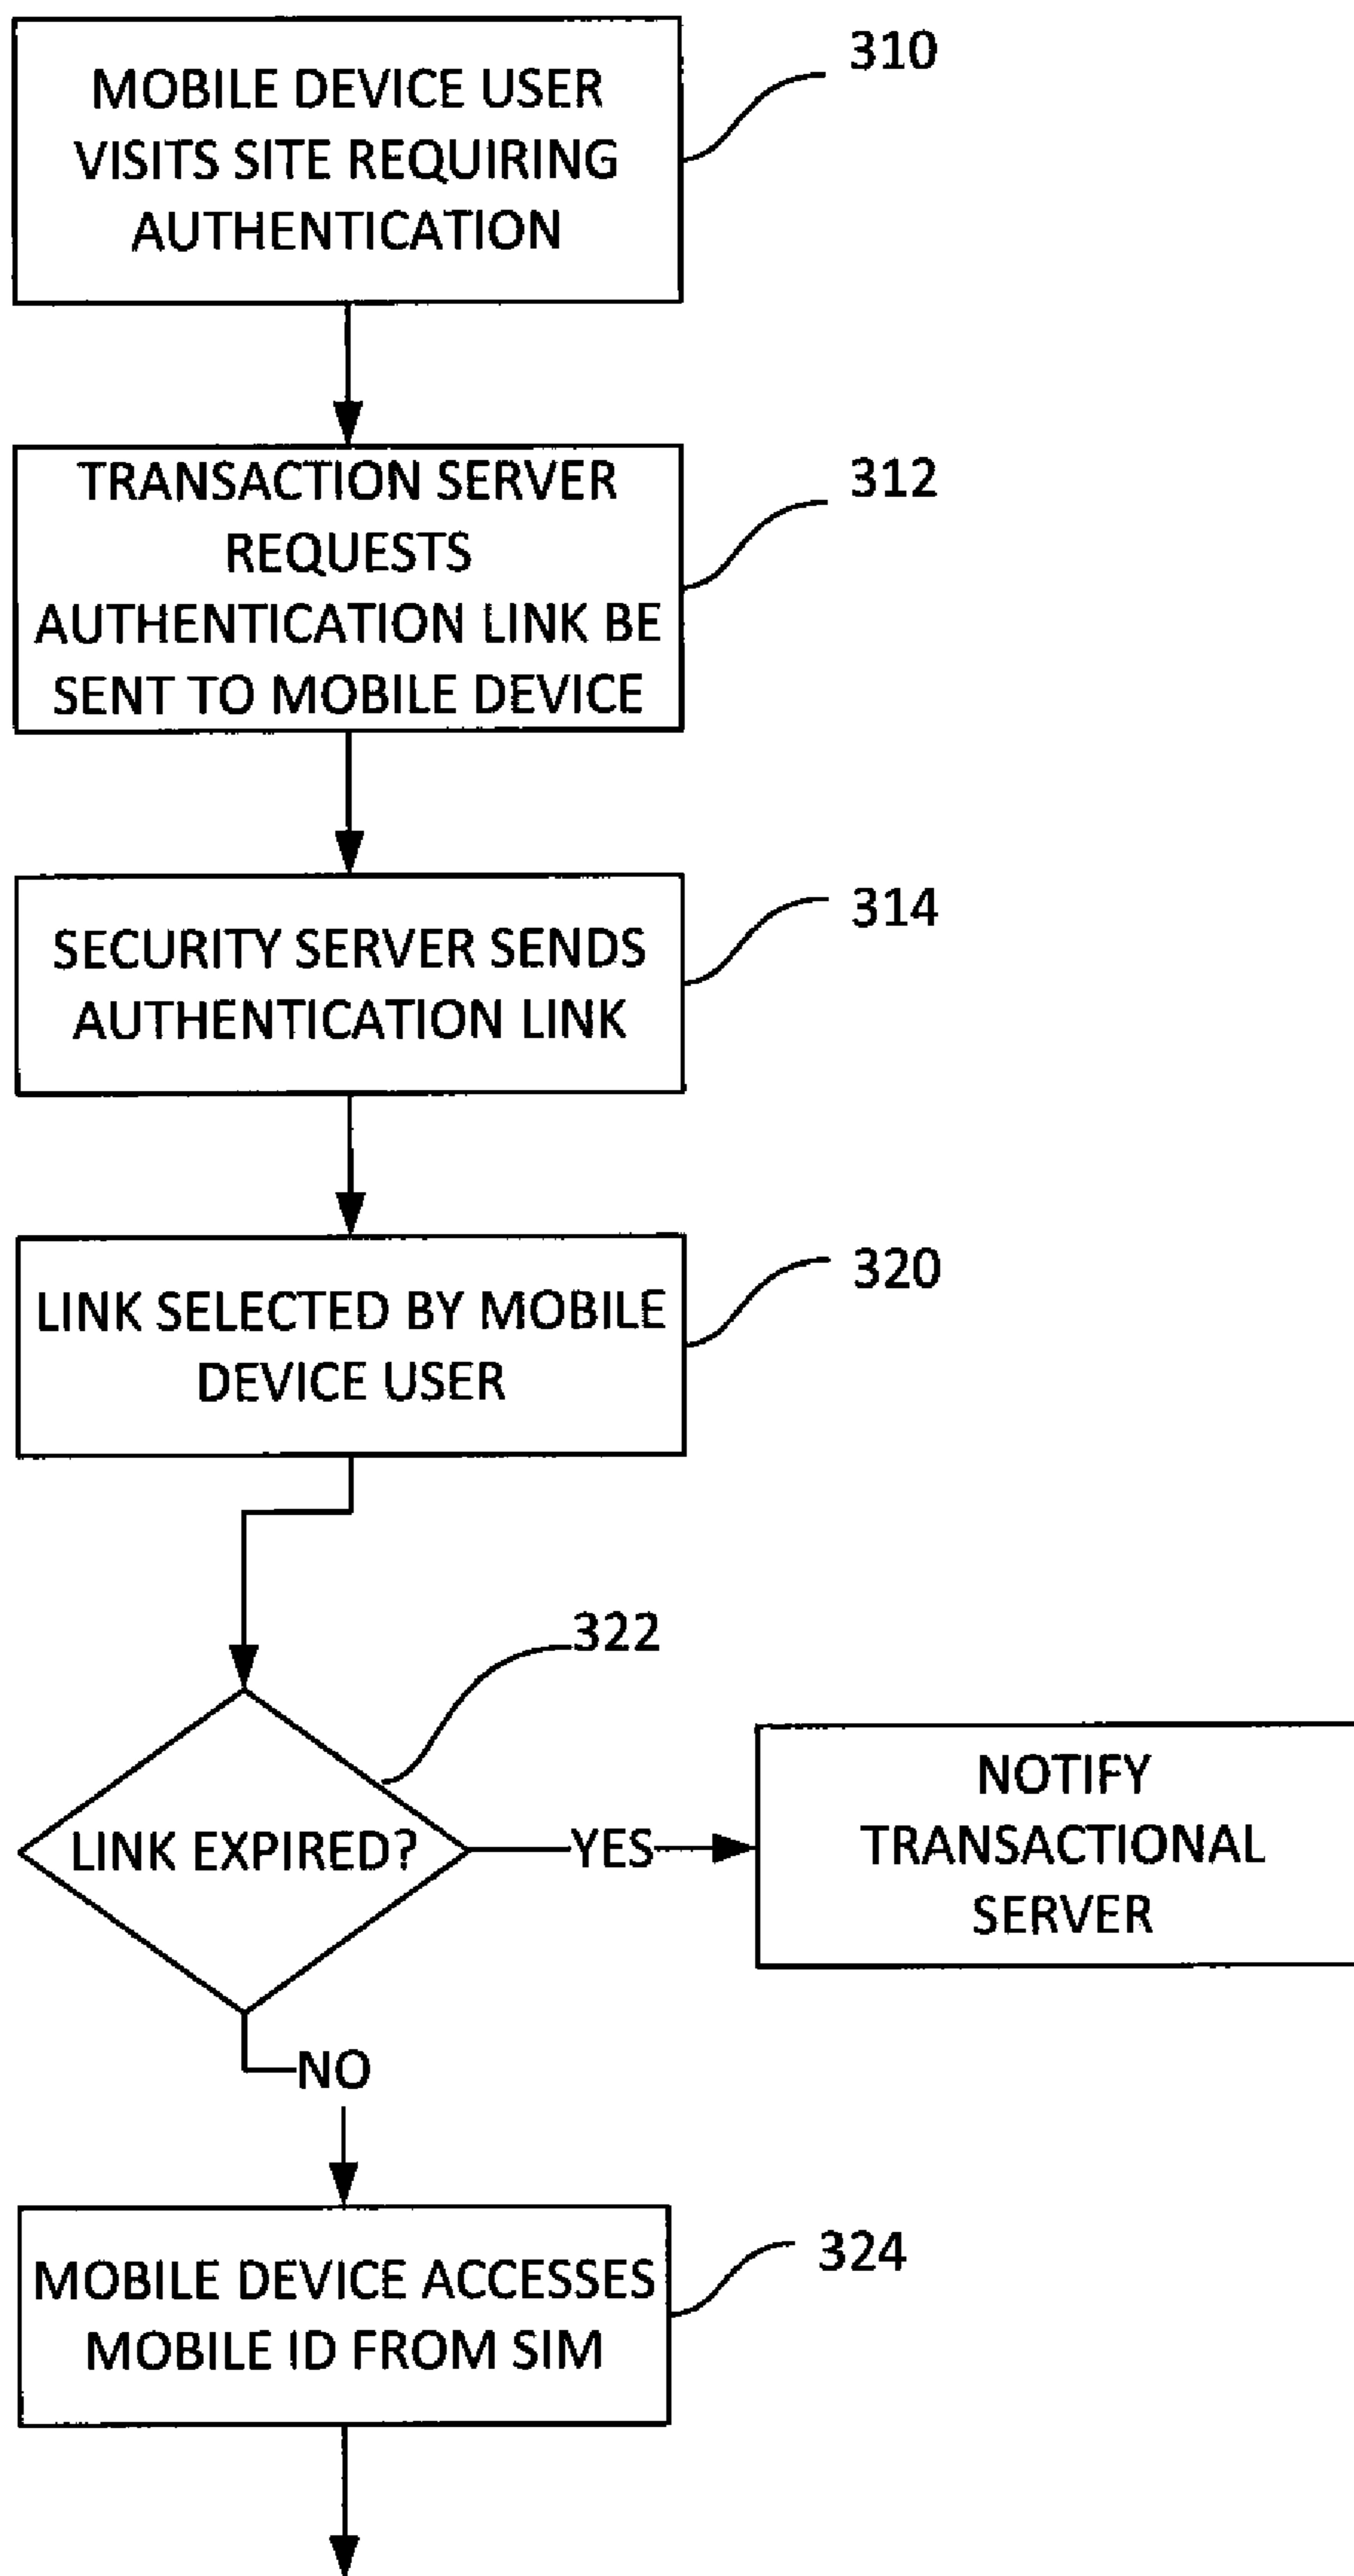 MOBILE DEVICE USER
VISITS SITE REQUIRING
AUTHENTICATION
310
TRANSACTION SERVER
REQUESTS
AUTHENTICATION LINK BE
SENT TO MOBILE DEVICE
312
SECURITY SERVER SENDS
AUTHENTICATION LINK
314
LINK SELECTED BY MOBILE
DEVICE USER
320
322
LINK EXPIRED?
YES
NOTIFY
TRANSACTIONAL
SERVER
NO
MOBILE DEVICE ACCESSES
MOBILE ID FROM SIM
324